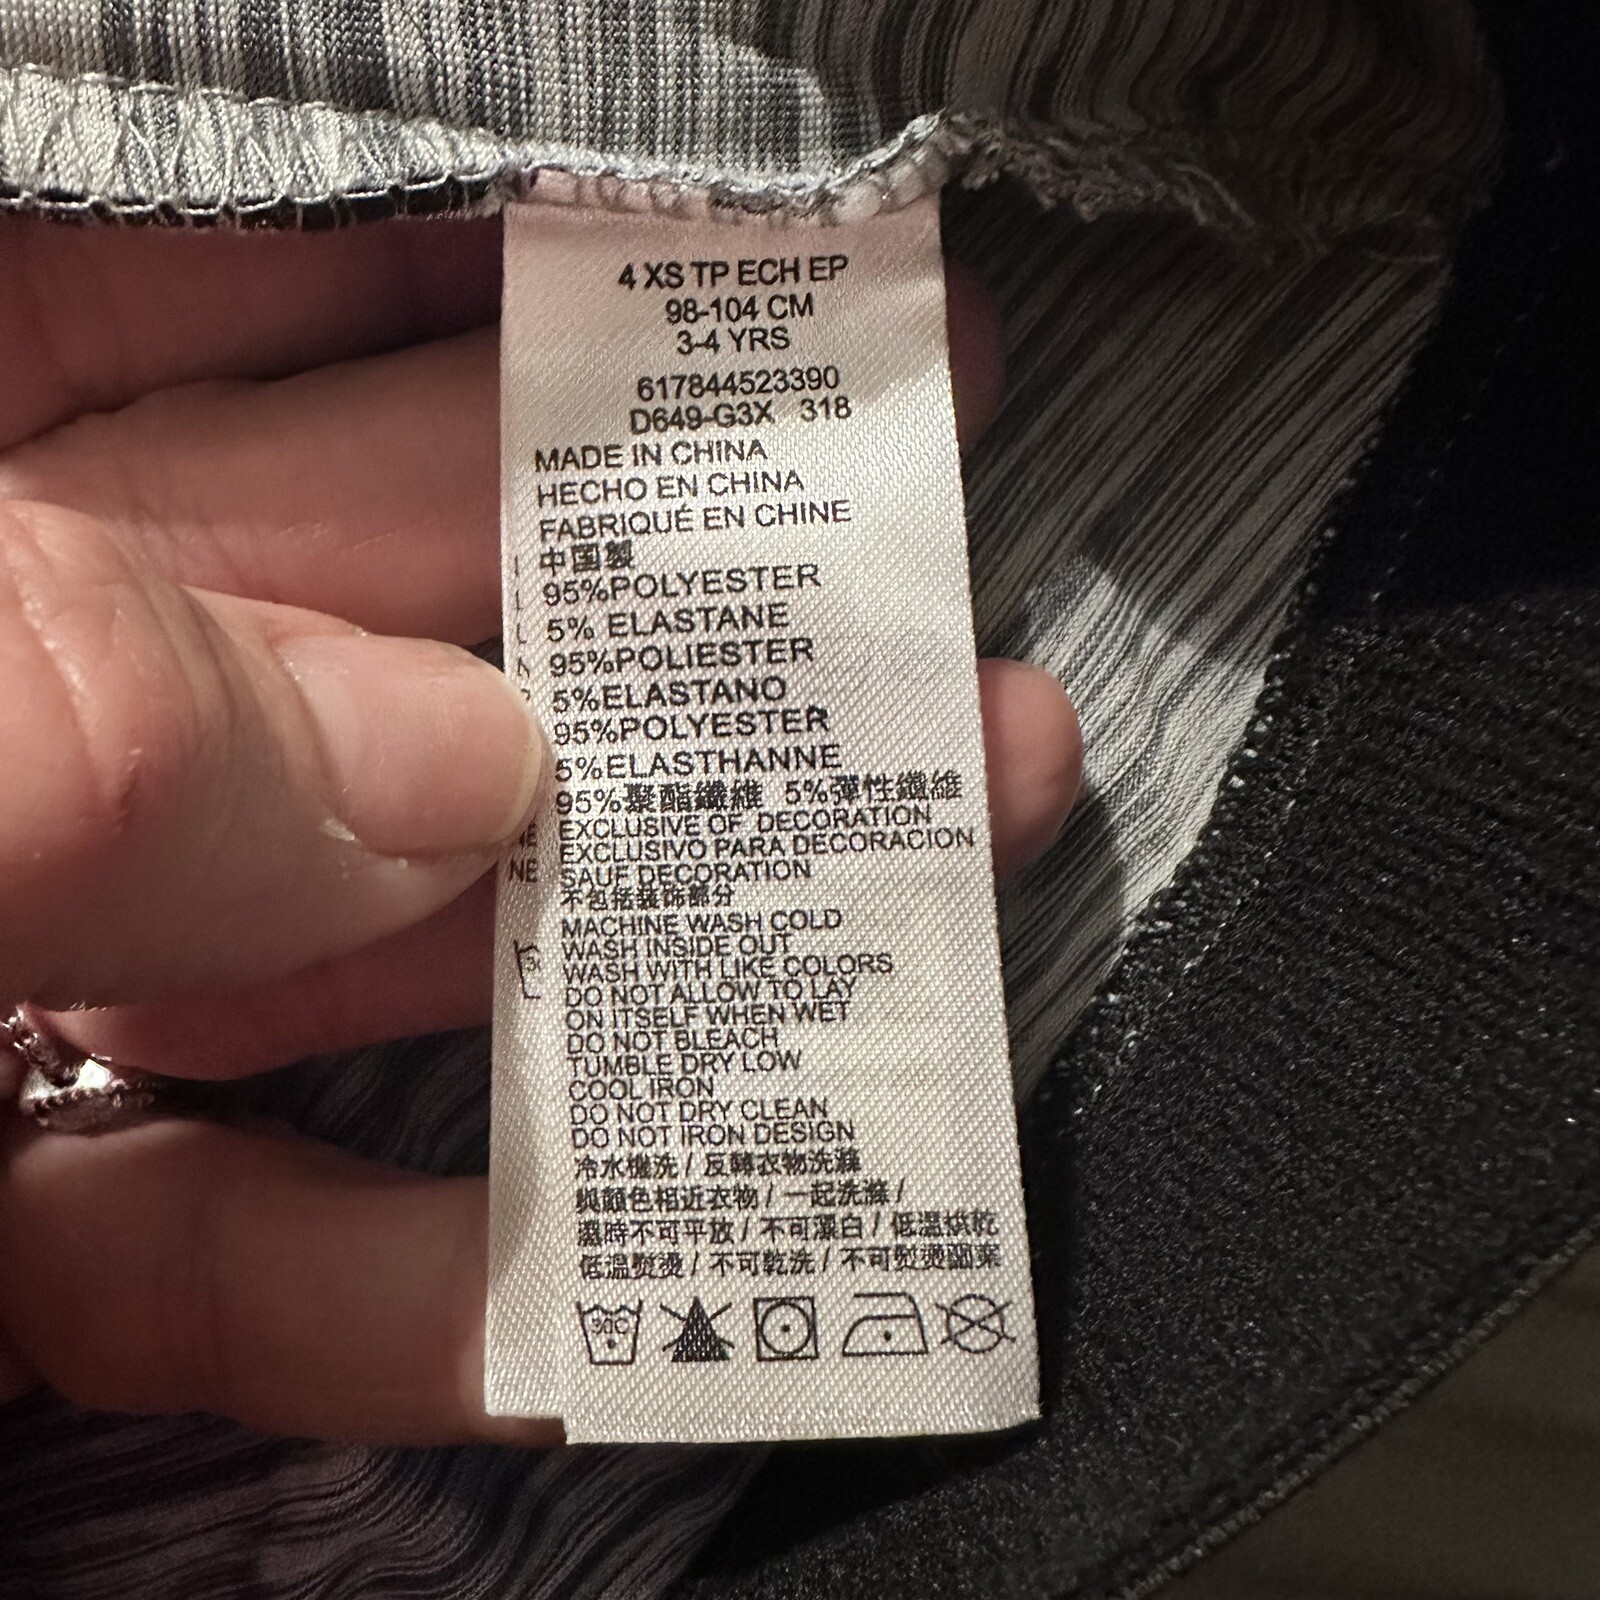 4 XS TP ECH EP
98-104 CM
3-4 YRS
617844523390
D649-G3X 318
MADE IN CHINA
HECHO EN CHINA
FABRIQUÉ EN CHINE
中国製
95%POLYESTER
5% ELASTANE
95%POLIESTER
5%ELASTANO
95%POLYESTER
5%ELASTHANNE
95%聚酯纖維 5%彈性纖維
EXCLUSIVE OF DECORATION
EXCLUSIVO PARA DECORACION
SAUF DECORATION
不包括装饰部分
MACHINE WASH COLD
WASH INSIDE OUT
WASH WITH LIKE COLORS
DO NOT ALLOW TO LAY
ON ITSELF WHEN WET
DO NOT BLEACH
TUMBLE DRY LOW
COOL IRON
DO NOT DRY CLEAN
DO NOT IRON DESIGN
冷水機洗 / 反轉衣物洗滌
與顏色相近衣物 / 一起洗滌 /
濕時不可平放 / 不可漂白 / 低溫烘乾
低溫熨燙 / 不可乾洗 / 不可熨燙圖案
30C